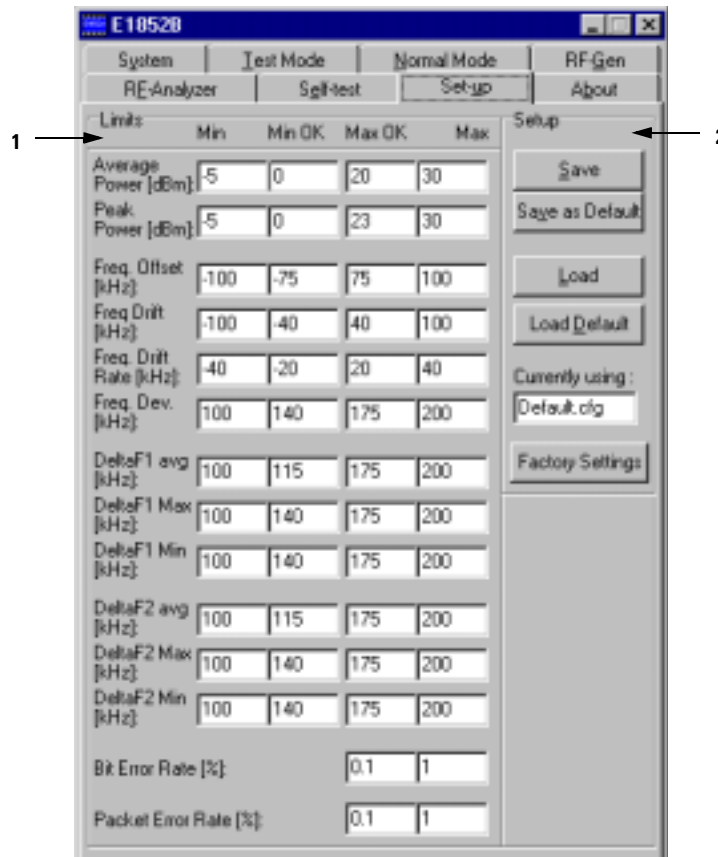 E1852B
System Test Mode Normal Mode RF-Gen
RF-Analyzer Self-test Set-up About
1
Limits Min Min OK Max OK Max
Average Power [dBm]: -5 0 20 30
Peak Power [dBm]: -5 0 23 30
Freq. Offset [kHz]: -100 -75 75 100
Freq Drift [kHz]: -100 -40 40 100
Freq. Drift Rate [kHz]: -40 -20 20 40
Freq. Dev. [kHz]: 100 140 175 200
DeltaF1 avg [kHz]: 100 115 175 200
DeltaF1 Max [kHz]: 100 140 175 200
DeltaF1 Min [kHz]: 100 140 175 200
DeltaF2 avg [kHz]: 100 115 175 200
DeltaF2 Max [kHz]: 100 140 175 200
DeltaF2 Min [kHz]: 100 140 175 200
Bit Error Rate [%]: 0.1 1
Packet Error Rate [%]: 0.1 1
Setup
2
Save
Save as Default
Load
Load Default
Currently using :
Default.cfg
Factory Settings